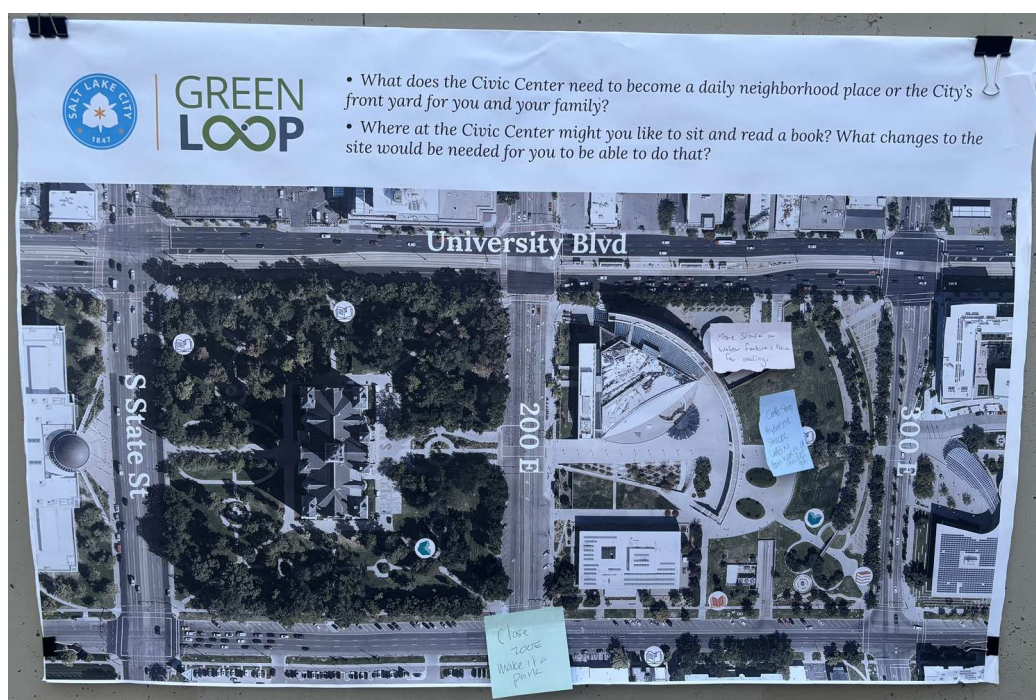 SALT LAKE CITY
1847
GREEN
LOOP
• What does the Civic Center need to become a daily neighborhood place or the City's
front yard for you and your family?
• Where at the Civic Center might you like to sit and read a book? What changes to the
site would be needed for you to be able to do that?
University Blvd
S State St
200 E
300 E
More Shade &
water features here
for cooling.
Close
200E
Make it a
park